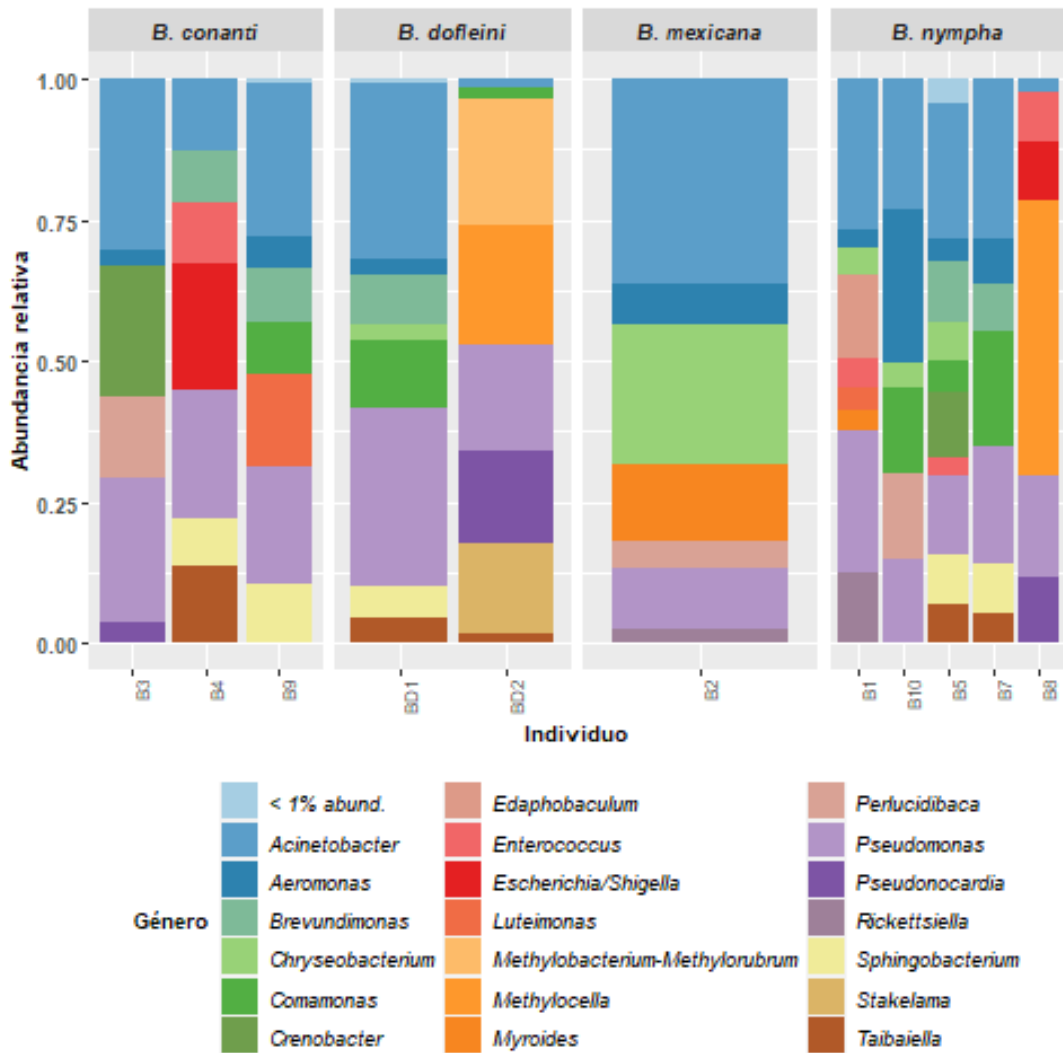 B. conanti B. dofleini B. mexicana B. nympha
1.00
0.75
0.50
0.25
0.00
Abundancia relativa
B3 B4 B9 BD1 BD2 B2 B1 B10 B5 B7 B8
Individuo
Género
< 1% abund.
Acinetobacter
Aeromonas
Brevundimonas
Chryseobacterium
Comamonas
Crenobacter
Edaphobaculum
Enterococcus
Escherichia/Shigella
Luteimonas
Methylobacterium-Methylorubrum
Methylocella
Myroides
Perlucidibaca
Pseudomonas
Pseudonocardia
Rickettsiella
Sphingobacterium
Stakelama
Taibaiella